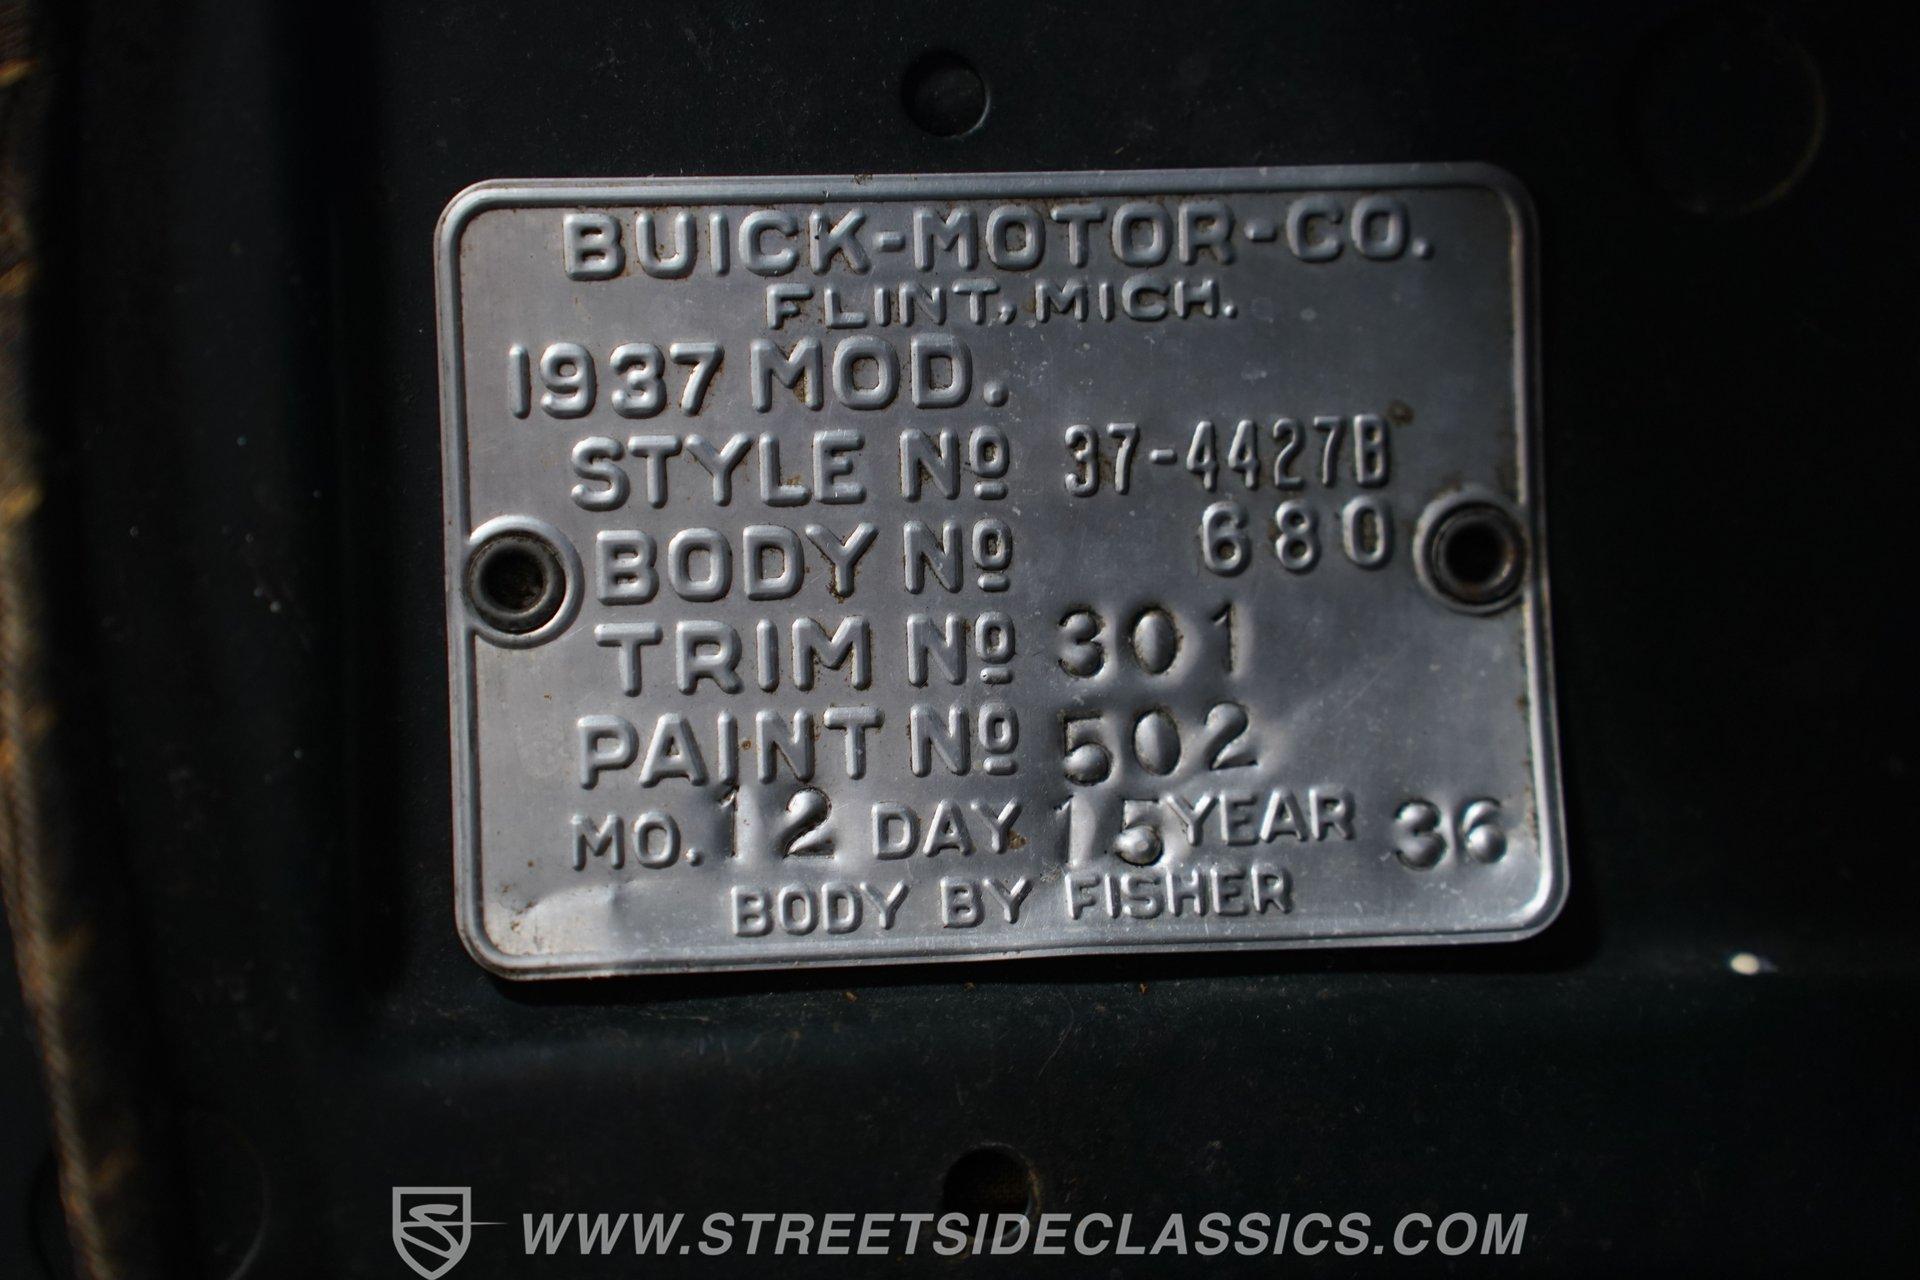 BUICK-MOTOR-CO.
FLINT, MICH.
1937 MOD.
STYLE Nº 37-4427B
BODY Nº 680
TRIM Nº 301
PAINT Nº 502
MO. 12 DAY 15 YEAR 36
BODY BY FISHER
WWW.STREETSIDECLASSICS.COM